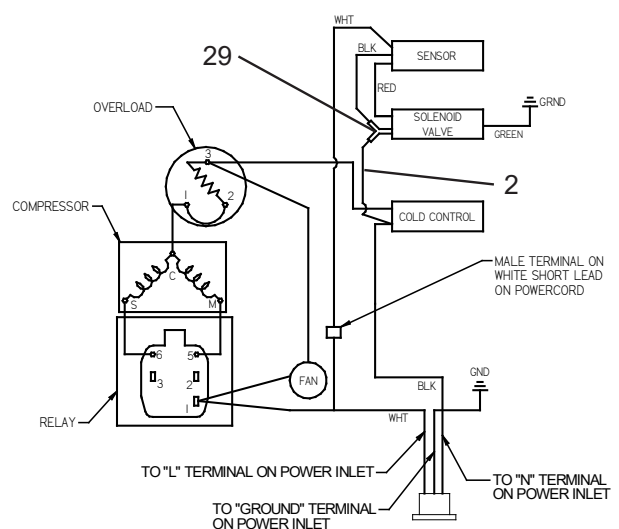 WHT
BLK
SENSOR
29
RED
OVERLOAD
SOLENOID
VALVE
GRND
GREEN
3
1
2
2
COMPRESSOR
COLD CONTROL
C
S
M
MALE TERMINAL ON
WHITE SHORT LEAD
ON POWERCORD
6
5
3
2
FAN
1
BLK
GND
RELAY
WHT
TO "L" TERMINAL ON POWER INLET
TO "N" TERMINAL
ON POWER INLET
TO "GROUND" TERMINAL
ON POWER INLET